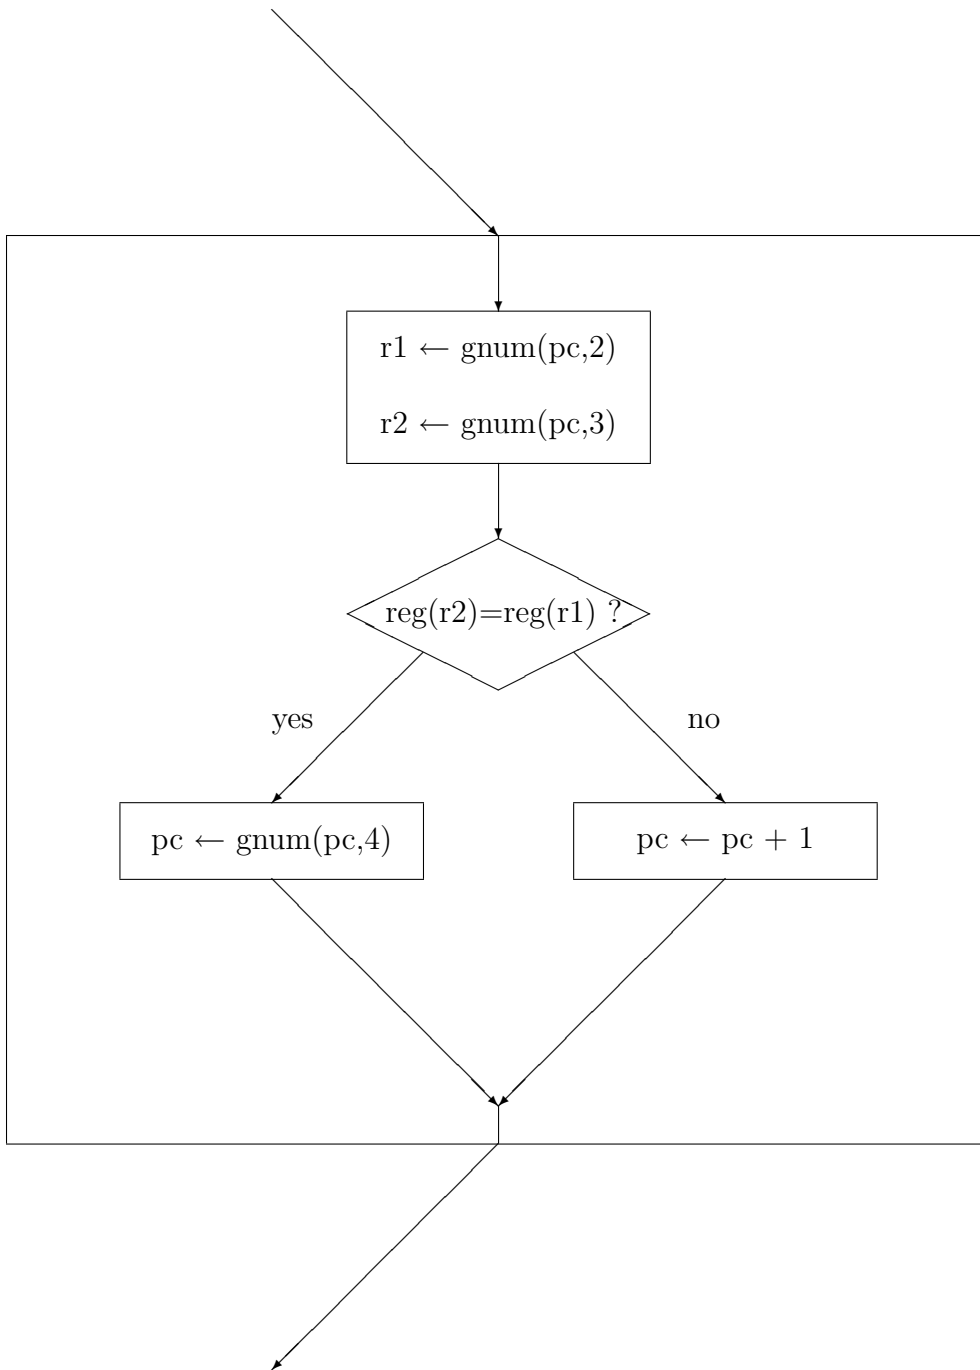 r1 ← gnum(pc,2)
r2 ← gnum(pc,3)
reg(r2)=reg(r1) ?
yes
no
pc ← gnum(pc,4)
pc ← pc + 1